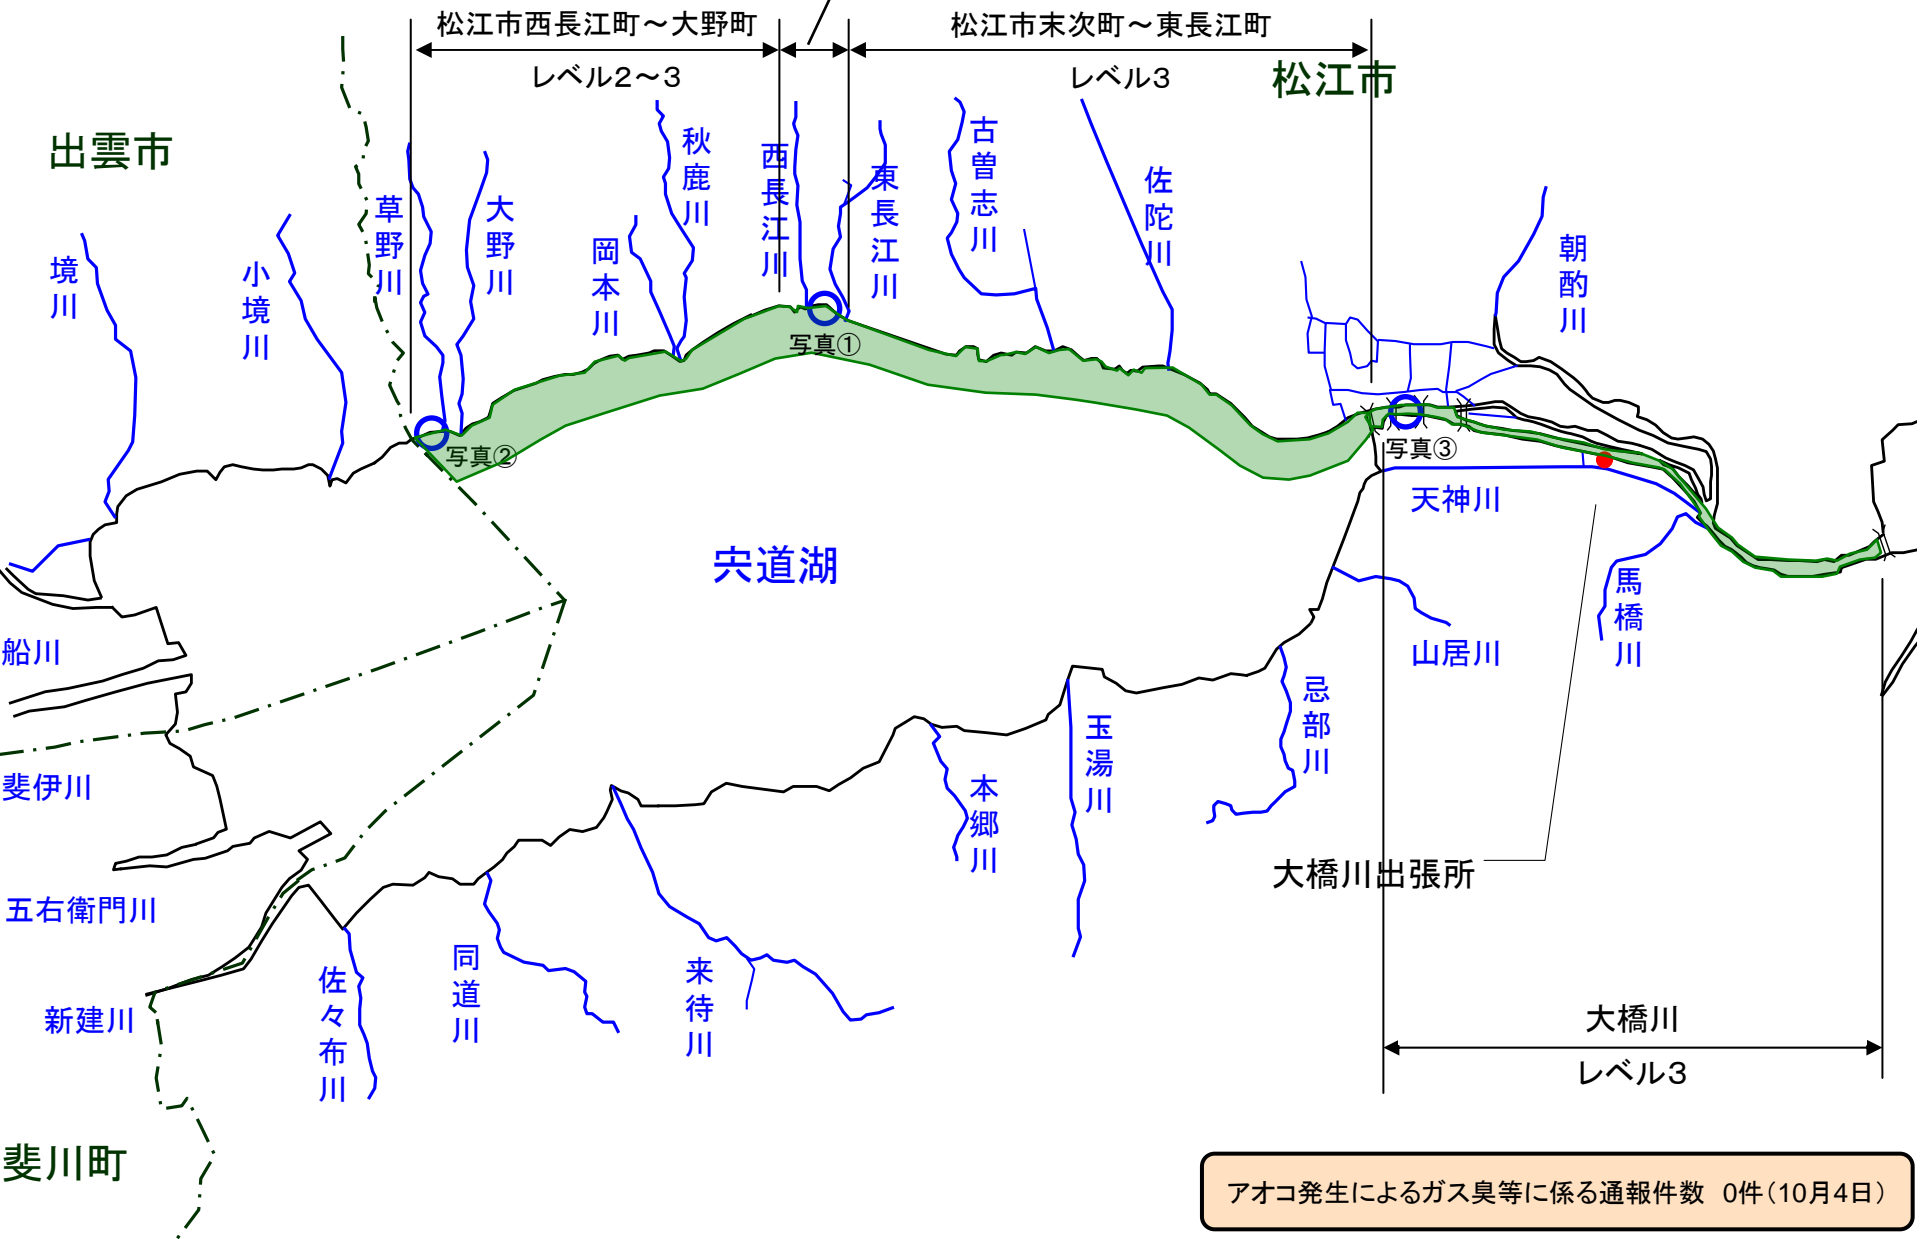 松江市西長江町～大野町
レベル2～3
松江市末次町～東長江町
レベル3
松江市
出雲市
境川
小境川
草野川
大野川
岡本川
秋鹿川
西長江川
東長江川
古曽志川
佐陀川
朝酌川
写真①
写真②
写真③
天神川
宍道湖
馬橋川
山居川
船川
忌部川
玉湯川
斐伊川
本郷川
大橋川出張所
五右衛門川
同道川
来待川
佐々布川
新建川
大橋川
レベル3
斐川町
アオコ発生によるガス臭等に係る通報件数 0件(10月4日)